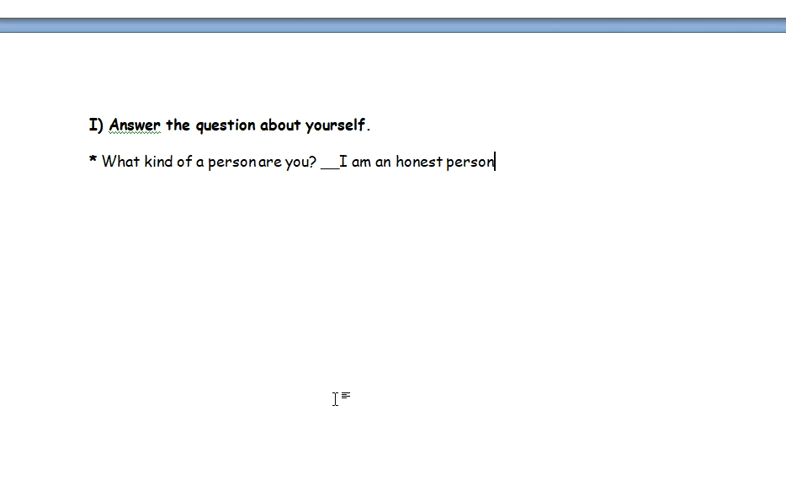 I) Answer the question about yourself.
* What kind of a person are you? __I am an honest person